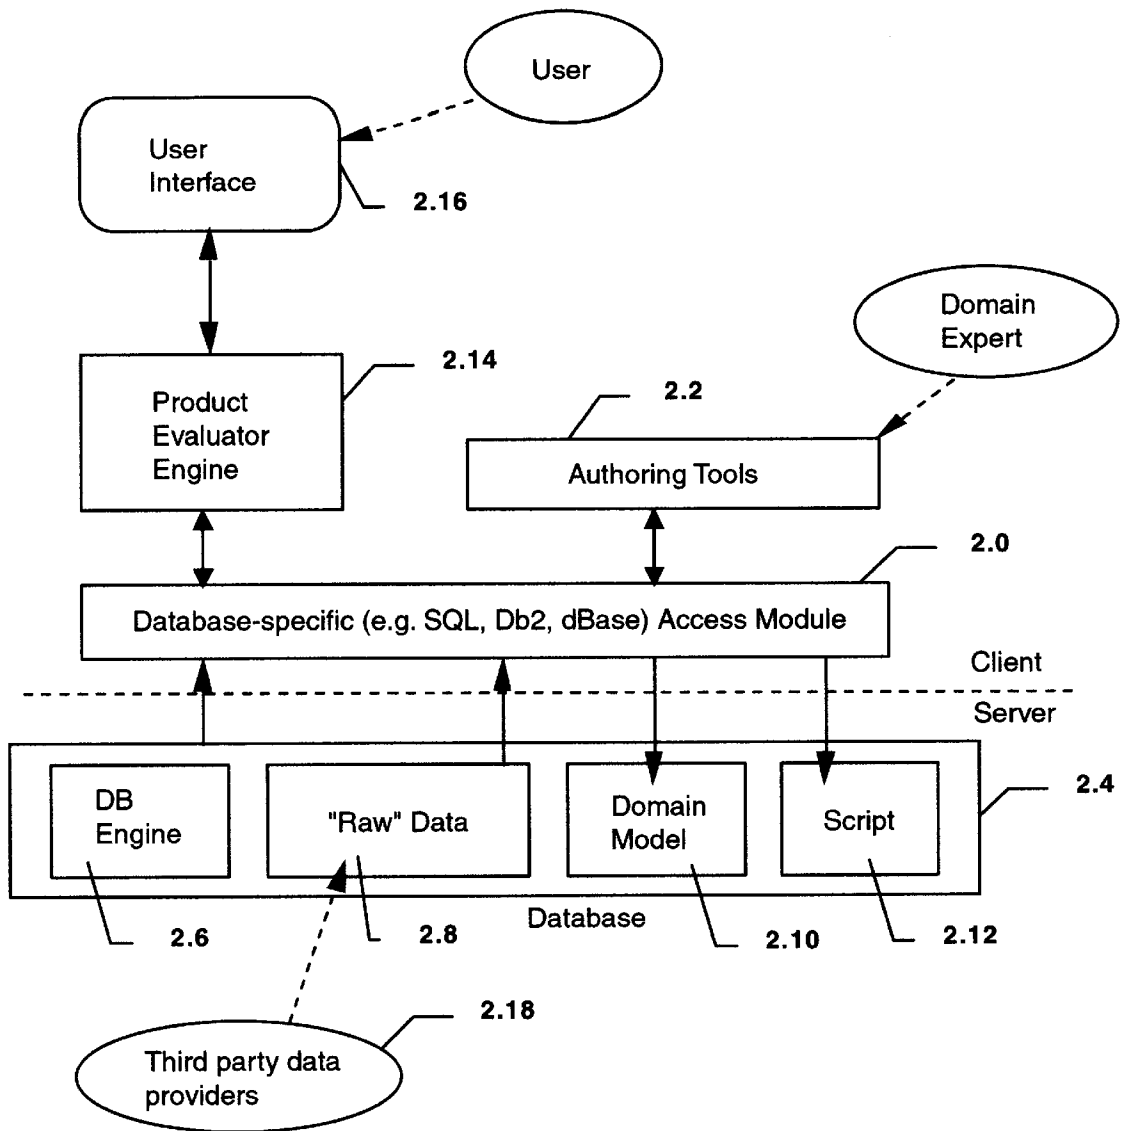 User
User
Interface
2.16
Domain
Expert
2.14
Product
Evaluator
Engine
2.2
Authoring Tools
2.0
Database-specific (e.g. SQL, Db2, dBase) Access Module
Client
Server
DB
Engine
"Raw" Data
Domain
Model
Script
2.4
Database
2.6
2.8
2.10
2.12
2.18
Third party data
providers